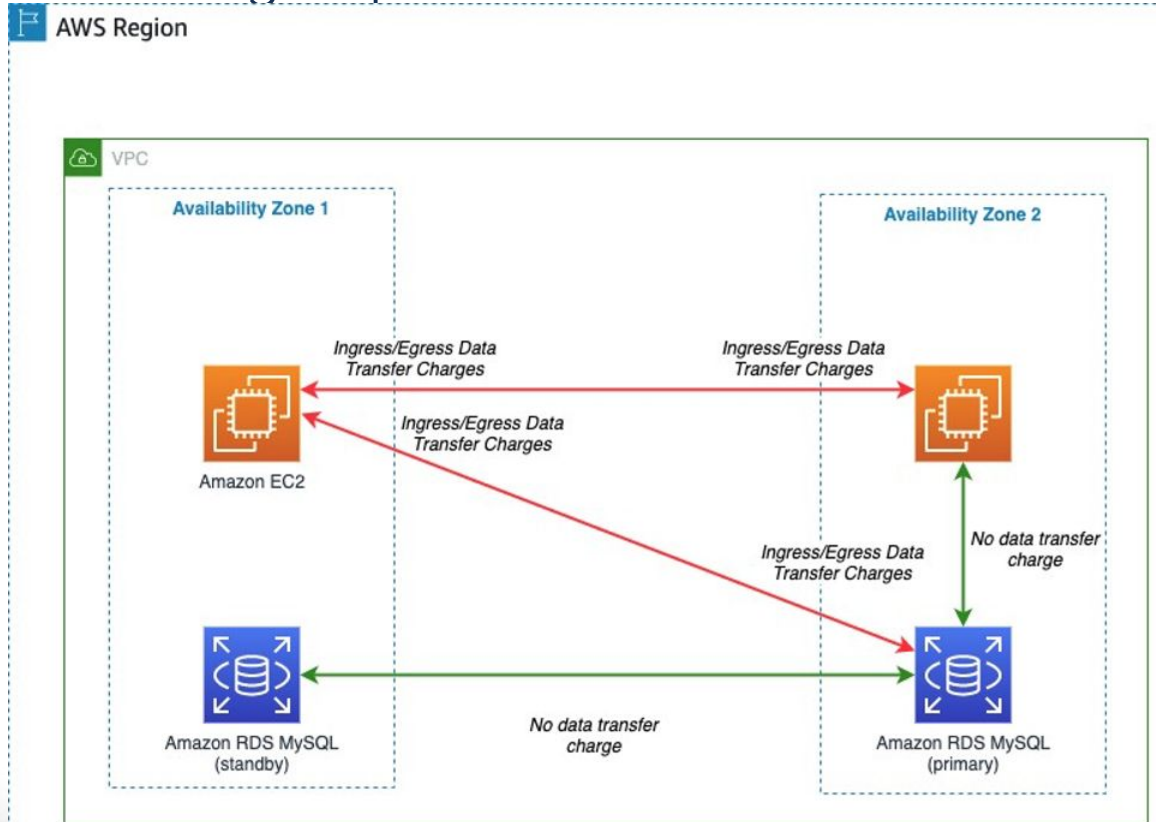 AWS Region
VPC
Availability Zone 1
Availability Zone 2
Ingress/Egress Data
Transfer Charges
Ingress/Egress Data
Transfer Charges
Ingress/Egress Data
Transfer Charges
Amazon EC2
Ingress/Egress Data
Transfer Charges
No data transfer
charge
No data transfer
charge
Amazon RDS MySQL
(standby)
Amazon RDS MySQL
(primary)